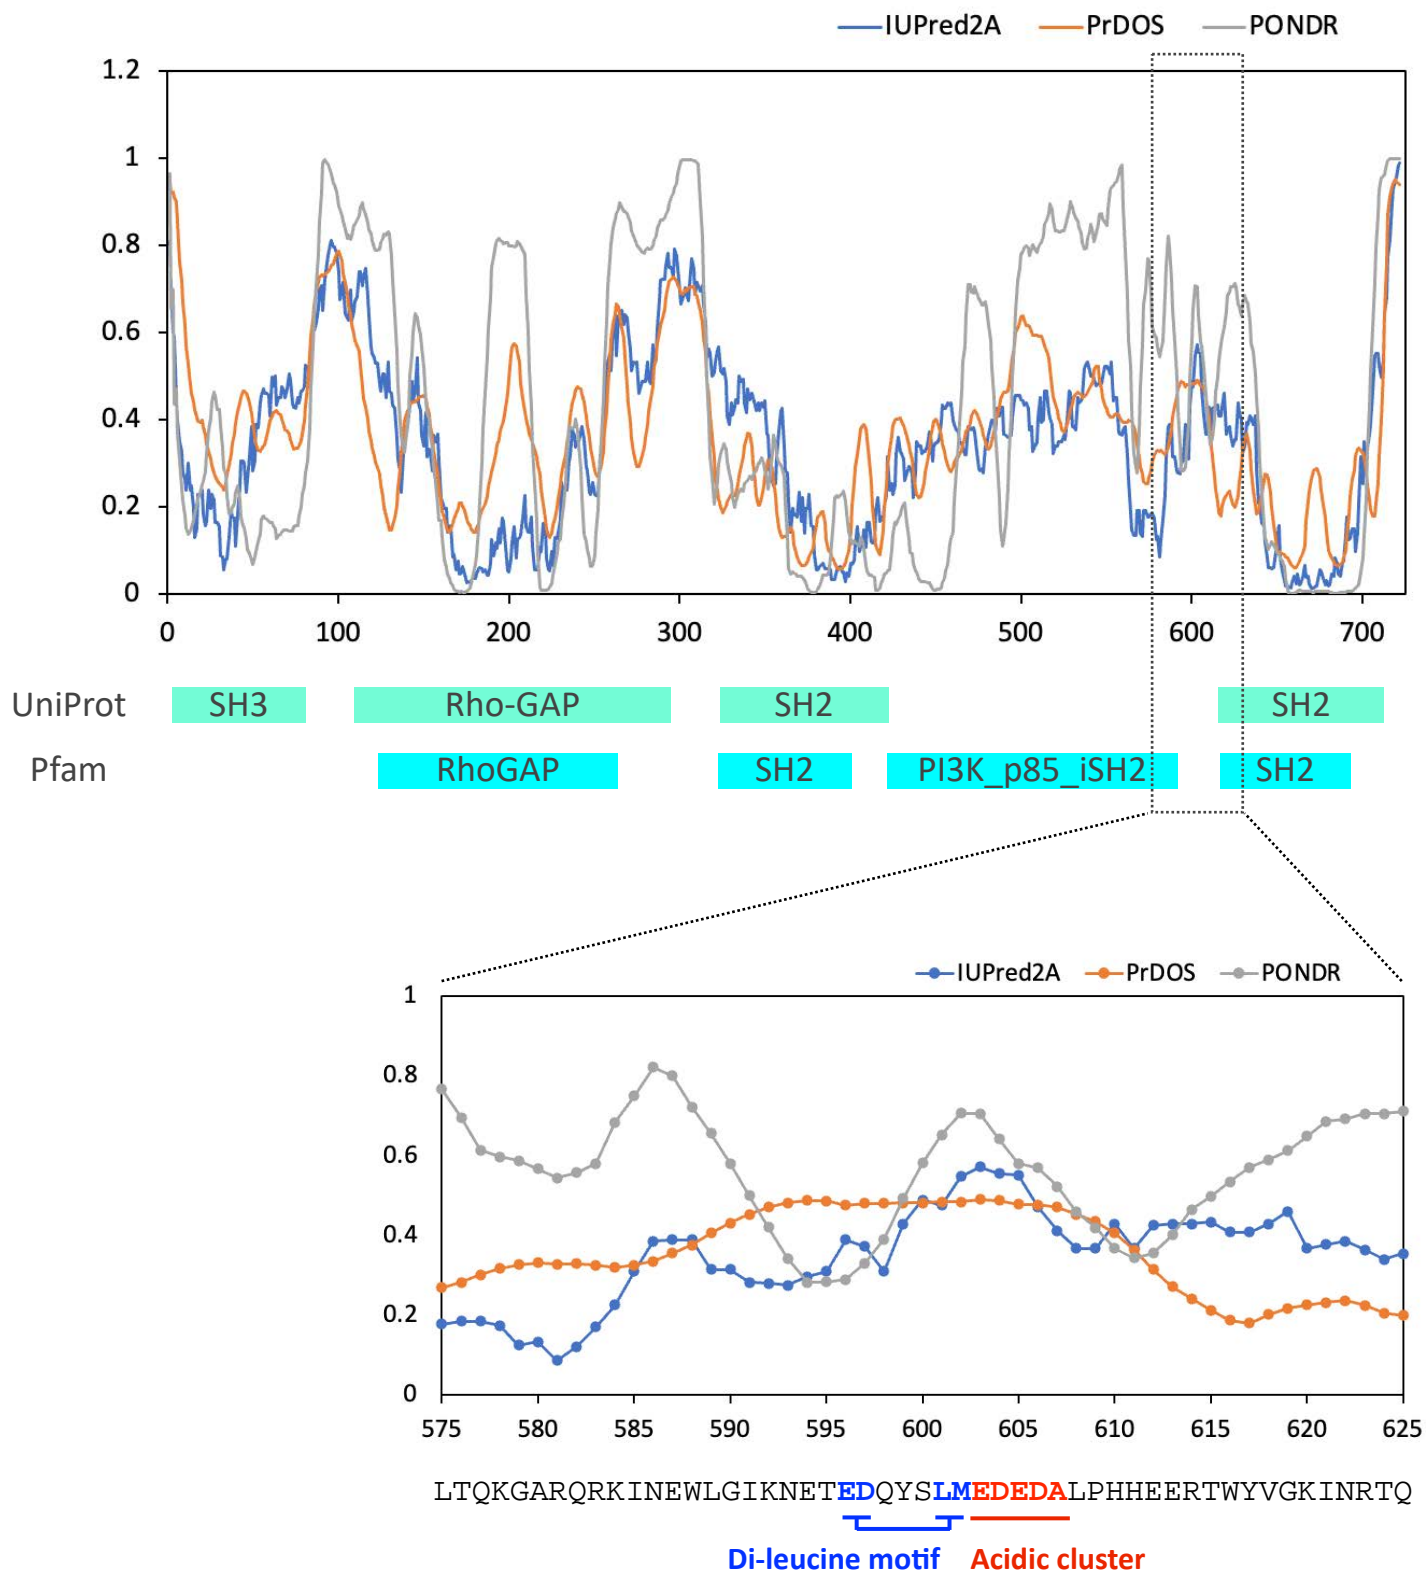 IUPred2A PrDOS PONDR
1.2
1
0.8
0.6
0.4
0.2
0
0 100 200 300 400 500 600 700
UniProt SH3 Rho-GAP SH2 SH2
Pfam RhoGAP SH2 PI3K_p85_iSH2 SH2
IUPred2A PrDOS PONDR
1
0.8
0.6
0.4
0.2
0
575 580 585 590 595 600 605 610 615 620 625
LTQKGARQRKINEWLGIKNETEDQYSLMEDEDALPHHEERTWYVGKINRTQ
Di-leucine motif Acidic cluster